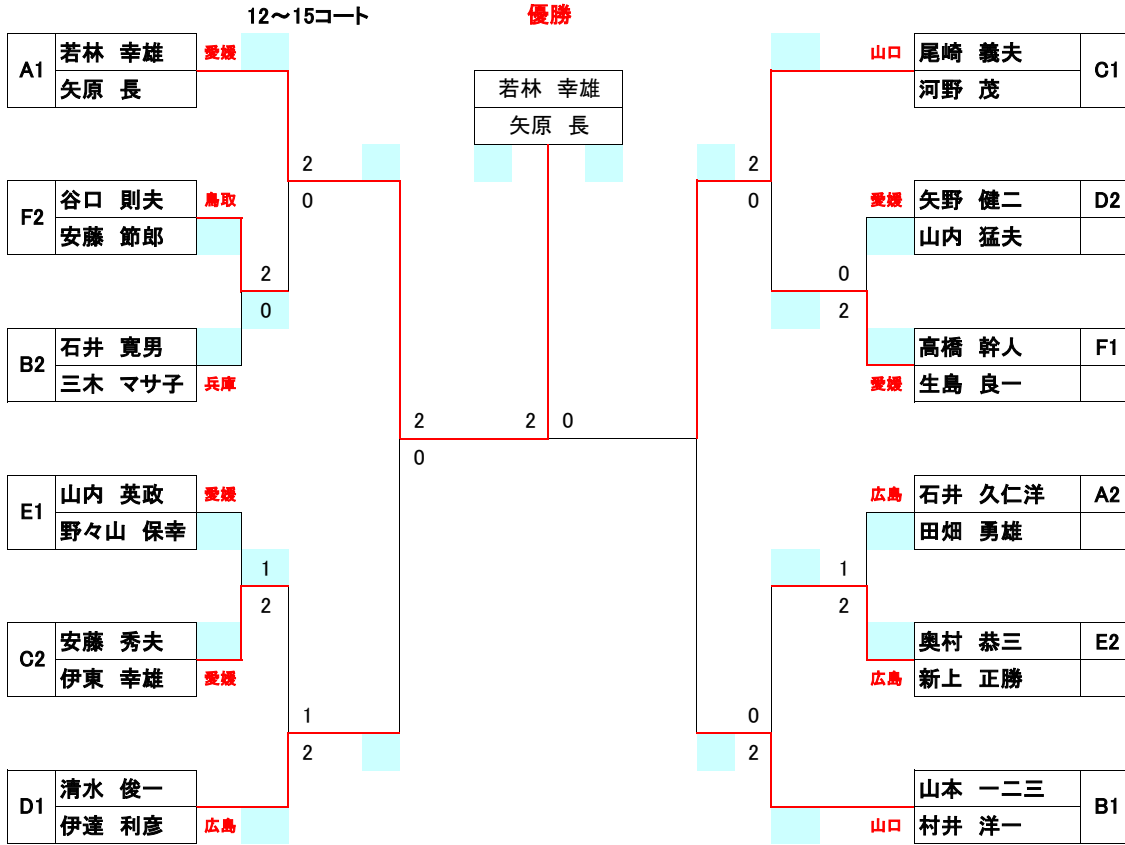 12～15コート
優勝
A1
若林 幸雄
矢原 長
愛媛
F2
谷口 則夫
安藤 節郎
鳥取
2
0
2
0
B2
石井 寛男
三木 マサ子
兵庫
E1
山内 英政
野々山 保幸
愛媛
1
2
C2
安藤 秀夫
伊東 幸雄
愛媛
1
2
D1
清水 俊一
伊達 利彦
広島
2
0
若林 幸雄
矢原 長
2 0
山口
尾崎 義夫
河野 茂
C1
2
0
愛媛
矢野 健二
山内 猛夫
D2
0
2
高橋 幹人
生島 良一
F1
愛媛
広島
石井 久仁洋
田畑 勇雄
A2
1
2
奥村 恭三
新上 正勝
E2
広島
0
2
山本 一二三
村井 洋一
B1
山口